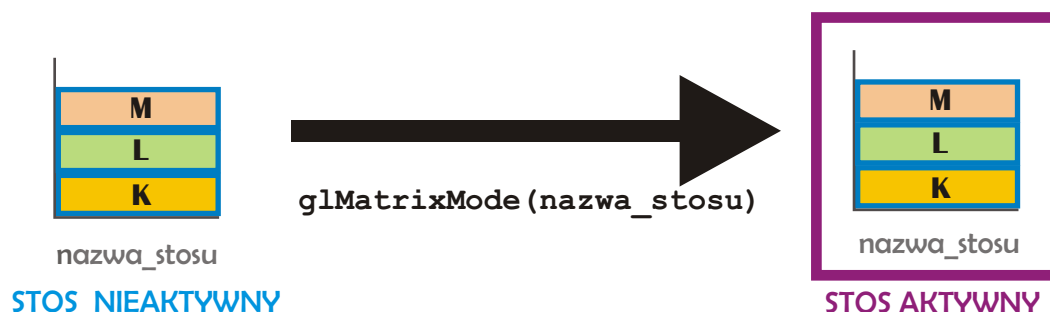 M
L
K
nazwa_stosu
STOS NIEAKTYWNY
glMatrixMode(nazwa_stosu)
M
L
K
nazwa_stosu
STOS AKTYWNY